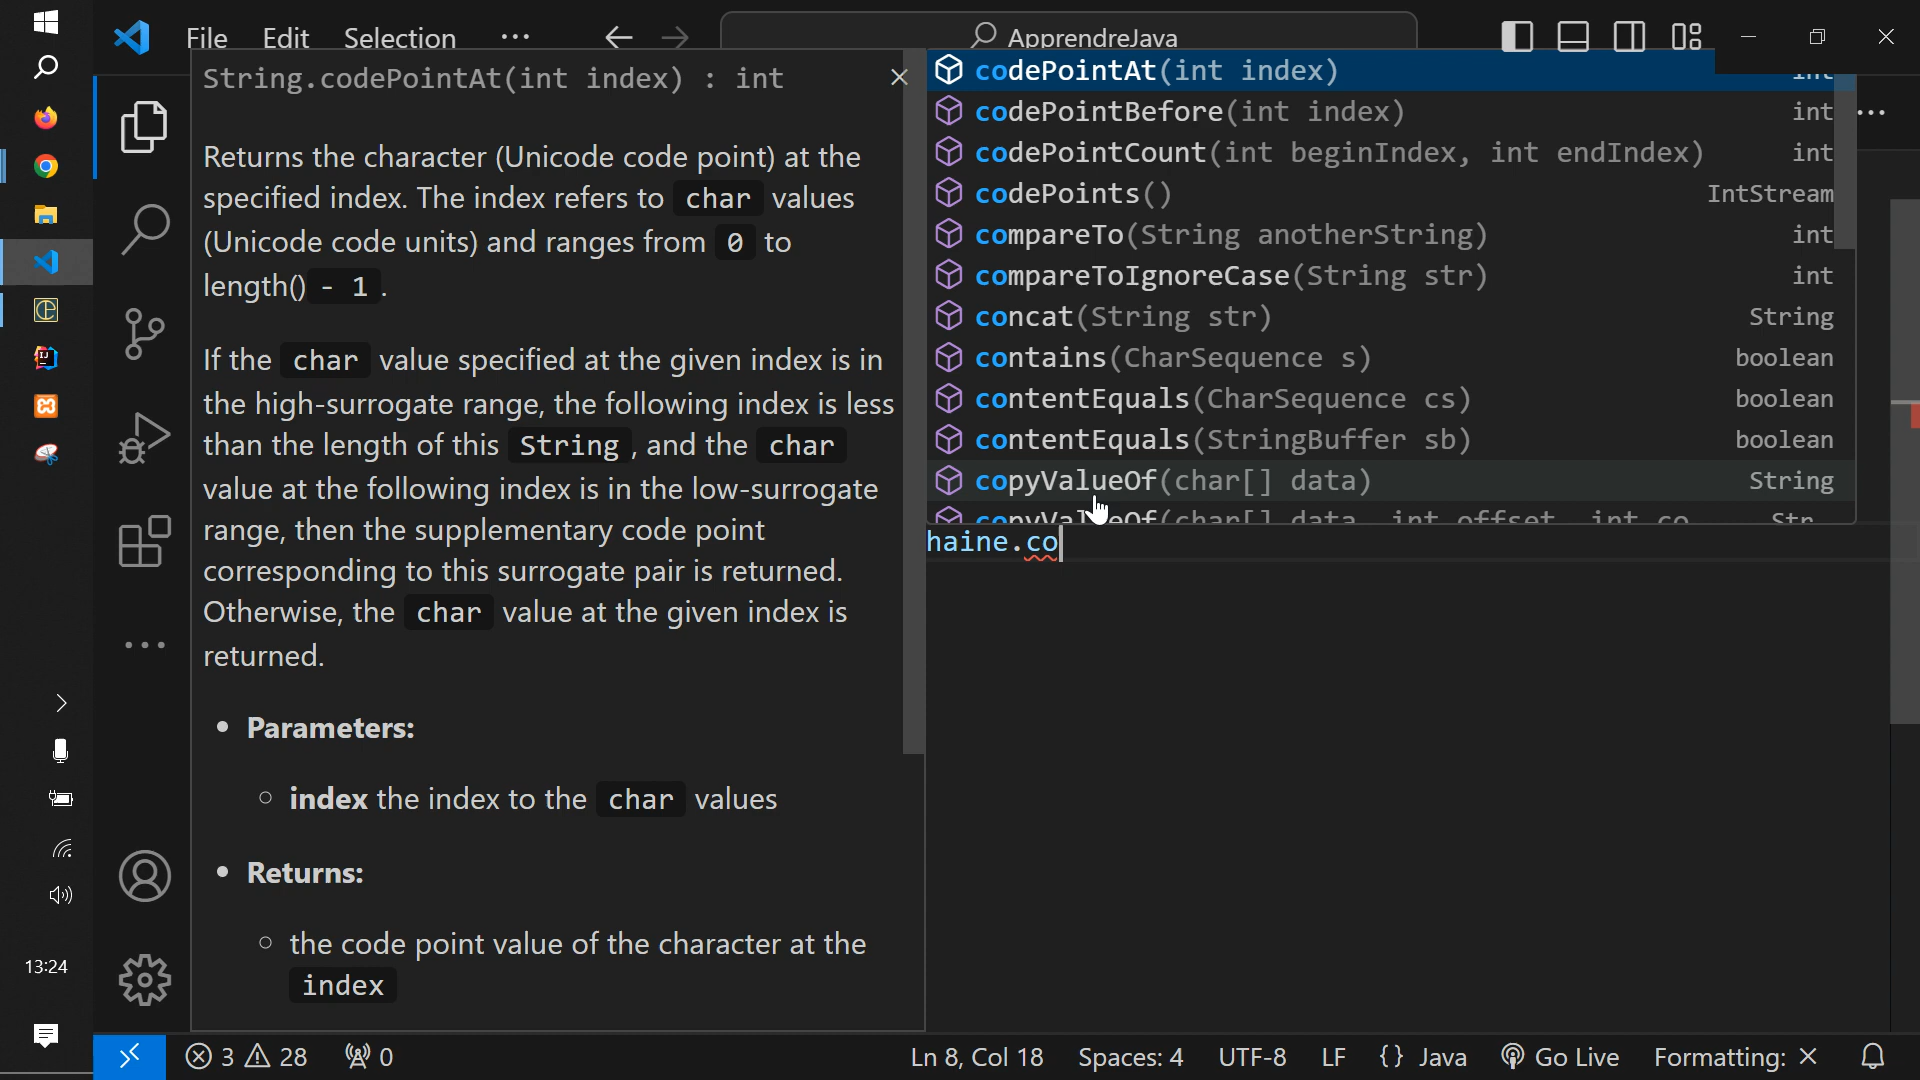 File Edit Selection ...
ApprendreJava
String.codePointAt(int index) : int
Returns the character (Unicode code point) at the
specified index. The index refers to char values
(Unicode code units) and ranges from 0 to
length() - 1 .
If the char value specified at the given index is in
the high-surrogate range, the following index is less
than the length of this String , and the char
value at the following index is in the low-surrogate
range, then the supplementary code point
corresponding to this surrogate pair is returned.
Otherwise, the char value at the given index is
returned.
• Parameters:
○ index the index to the char values
• Returns:
○ the code point value of the character at the
index
codePointAt(int index) int
codePointBefore(int index) int
codePointCount(int beginIndex, int endIndex) int
codePoints() IntStream
compareTo(String anotherString) int
compareToIgnoreCase(String str) int
concat(String str) String
contains(CharSequence s) boolean
contentEquals(CharSequence cs) boolean
contentEquals(StringBuffer sb) boolean
copyValueOf(char[] data) String
copyValueOf(char[] data, int offset, int co Str
haine.co
13:24
3 28 0
Ln 8, Col 18 Spaces: 4 UTF-8 LF {} Java Go Live Formatting: ×